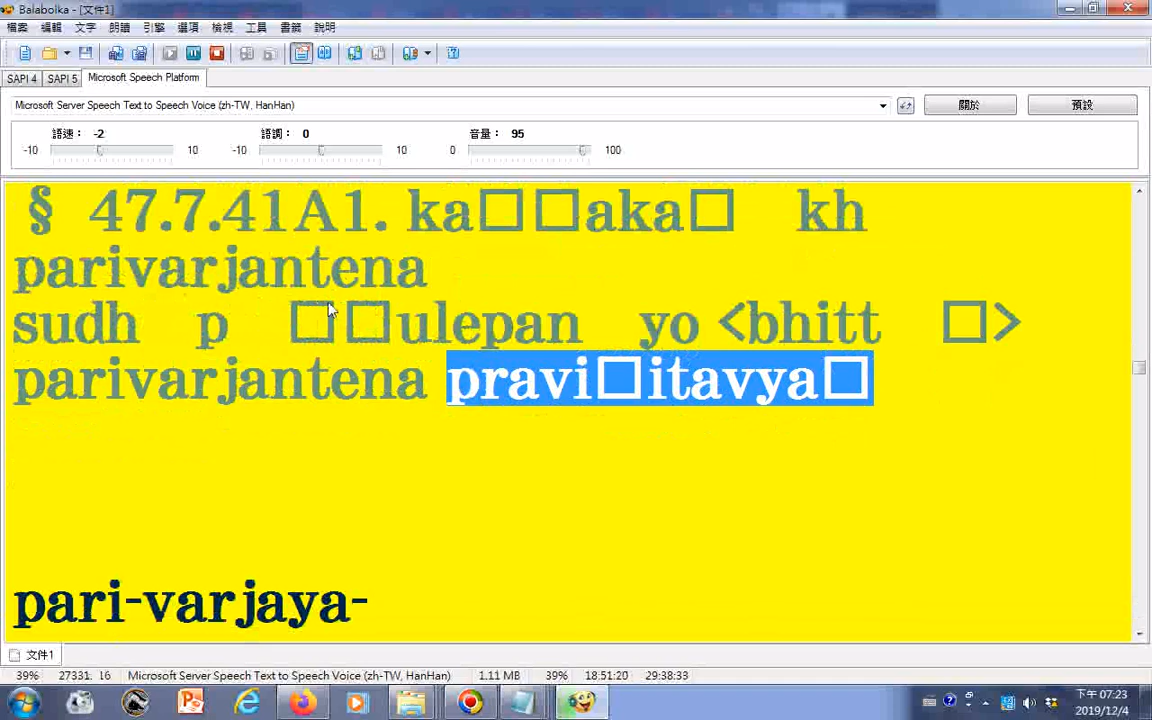 Balabolka - [文件1]
檔案 編輯 文字 朗讀 引擎 選項 檢視 工具 書籤 說明
SAPI 4 SAPI 5 Microsoft Speech Platform
Microsoft Server Speech Text to Speech Voice (zh-TW, HanHan) 關於 預設
語速： -2 語調： 0 音量： 95
-10 10 -10 10 0 100
§ 47.7.41A1. ka□□aka□ kh
parivarjantena
sudh p □□ulepan yo <bhitt □>
parivarjantena pravi□itavya□
pari-varjaya-
文件1
39% 27331, 16 Microsoft Server Speech Text to Speech Voice (zh-TW, HanHan) 1.11 MB 39% 18:51:20 29:38:33
下午 07:23
2019/12/4